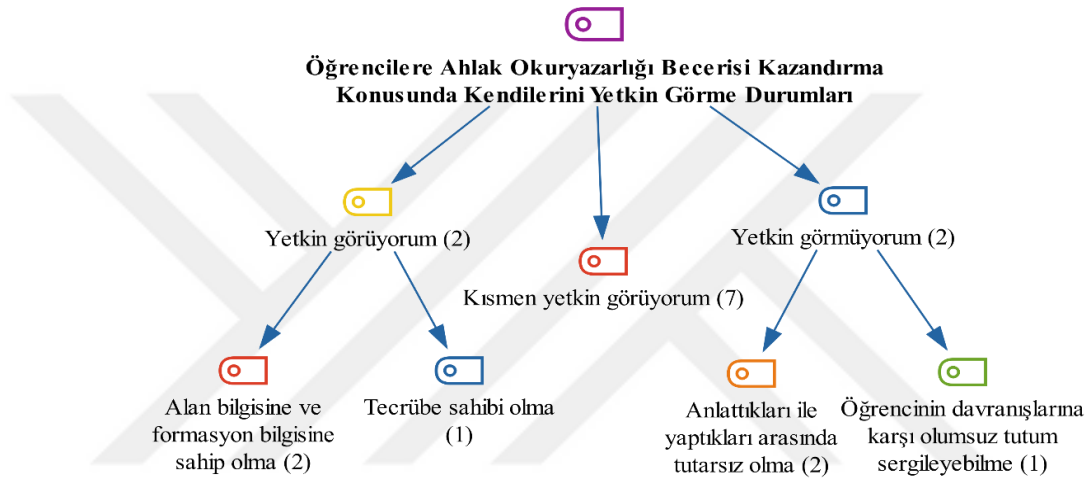 Öğrencilere Ahlak Okuryazarlığı Becerisi Kazandırma
Konusunda Kendilerini Yetkin Görme Durumları
Yetkin görüyorum (2)
Yetkin görmüyorum (2)
Kısmen yetkin görüyorum (7)
Alan bilgisine ve
formasyon bilgisine
sahip olma (2)
Tecrübe sahibi olma
(1)
Anlattıkları ile
yaptıkları arasında
tutarsız olma (2)
Öğrencinin davranışlarına
karşı olumsuz tutum
sergileyebilme (1)